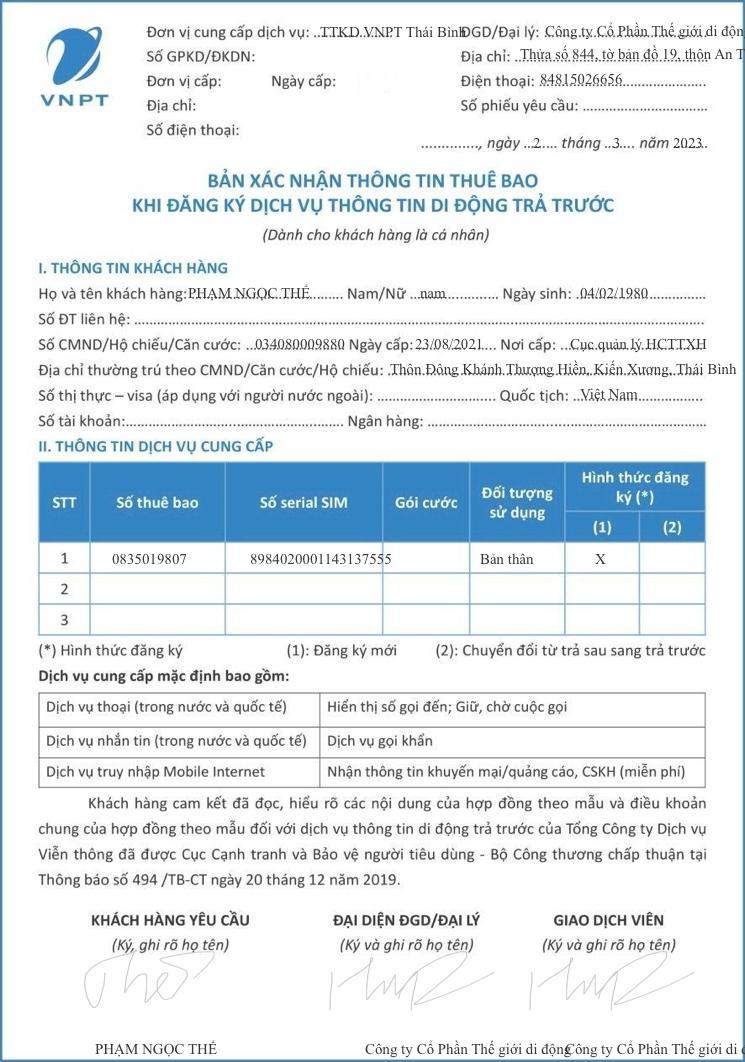 VNPT
Đơn vị cung cấp dịch vụ: ..TTKD.VNPT Thái Bình
Số GPKD/ĐKDN:
Đơn vị cấp: Ngày cấp:
Địa chỉ:
Số điện thoại:
ĐGD/Đại lý: Công ty Cổ Phần Thế giới di độn
Địa chỉ: Thửa số 844, tờ bản đồ 19, thôn An T
Điện thoại: 84815026656
Số phiếu yêu cầu: ................................
..............., ngày ..2.... tháng ..3.... năm 2023.
BẢN XÁC NHẬN THÔNG TIN THUÊ BAO
KHI ĐĂNG KÝ DỊCH VỤ THÔNG TIN DI ĐỘNG TRẢ TRƯỚC
(Dành cho khách hàng là cá nhân)
I. THÔNG TIN KHÁCH HÀNG
Họ và tên khách hàng: PHẠM NGỌC THẾ........ Nam/Nữ ..nam............. Ngày sinh: .04/02/1980..............
Số ĐT liên hệ: ................................
Số CMND/Hộ chiếu/Căn cước: ..034080009880 Ngày cấp: 23/08/2021... Nơi cấp: ..Cục quản lý HCTTXH
Địa chỉ thường trú theo CMND/Căn cước/Hộ chiếu: Thôn Đông Khánh Thượng Hiền, Kiến Xương, Thái Bình
Số thị thực – visa (áp dụng với người nước ngoài): ............................... Quốc tịch: ..Việt Nam.................
Số tài khoản:................................ Ngân hàng: ................................
II. THÔNG TIN DỊCH VỤ CUNG CẤP
STT Số thuê bao Số serial SIM Gói cước Đối tượng sử dụng Hình thức đăng ký (*)
(1) (2)
1 0835019807 8984020001143137555 Bản thân X
2
3
(*) Hình thức đăng ký (1): Đăng ký mới (2): Chuyển đổi từ trả sau sang trả trước
Dịch vụ cung cấp mặc định bao gồm:
Dịch vụ thoại (trong nước và quốc tế) Hiển thị số gọi đến; Giữ, chờ cuộc gọi
Dịch vụ nhắn tin (trong nước và quốc tế) Dịch vụ gọi khẩn
Dịch vụ truy nhập Mobile Internet Nhận thông tin khuyến mại/quảng cáo, CSKH (miễn phí)
Khách hàng cam kết đã đọc, hiểu rõ các nội dung của hợp đồng theo mẫu và điều khoản
chung của hợp đồng theo mẫu đối với dịch vụ thông tin di động trả trước của Tổng Công ty Dịch vụ
Viễn thông đã được Cục Cạnh tranh và Bảo vệ người tiêu dùng - Bộ Công thương chấp thuận tại
Thông báo số 494 /TB-CT ngày 20 tháng 12 năm 2019.
KHÁCH HÀNG YÊU CẦU ĐẠI DIỆN ĐGD/ĐẠI LÝ GIAO DỊCH VIÊN
(Ký, ghi rõ họ tên) (Ký và ghi rõ họ tên) (Ký và ghi rõ họ tên)
PHẠM NGỌC THẾ Công ty Cổ Phần Thế giới di động Công ty Cổ Phần Thế giới di độ